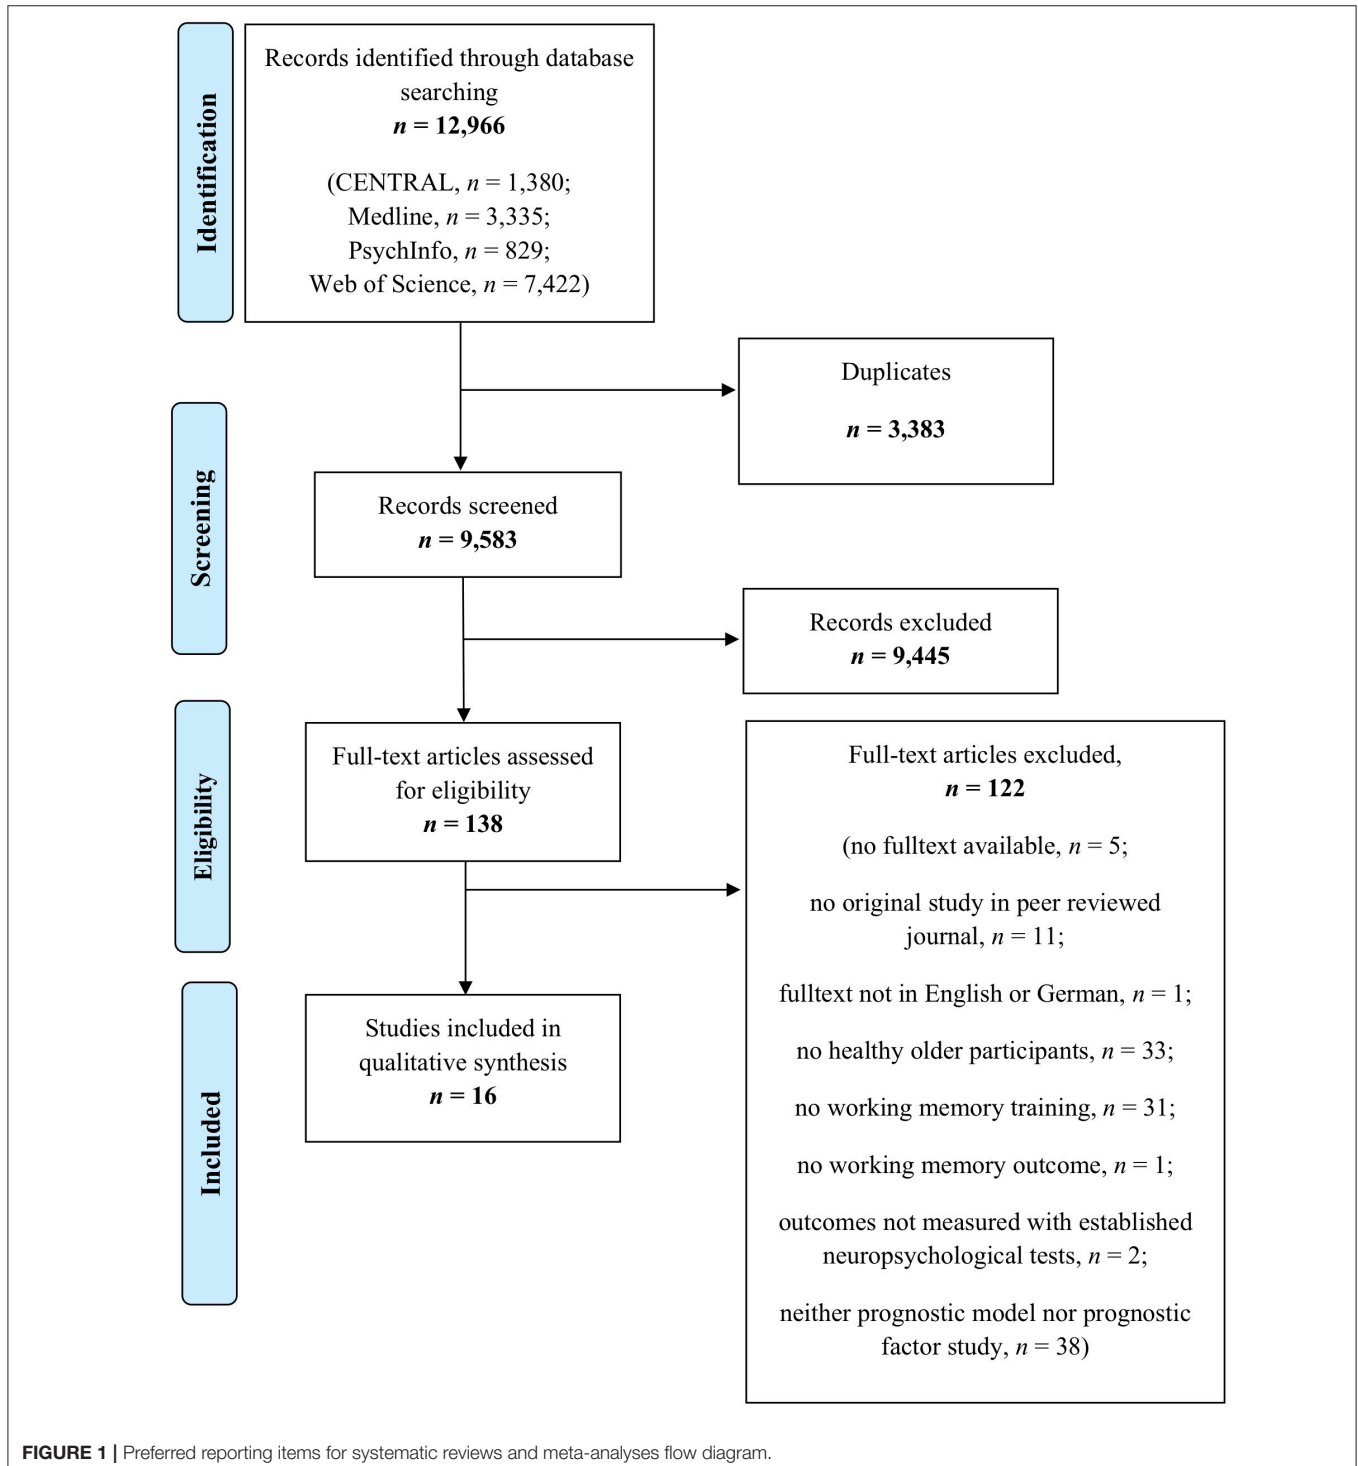 Identification
Records identified through database
searching
n = 12,966
(CENTRAL, n = 1,380;
Medline, n = 3,335;
PsychInfo, n = 829;
Web of Science, n = 7,422)
Duplicates
n = 3,383
Screening
Records screened
n = 9,583
Records excluded
n = 9,445
Eligibility
Full-text articles assessed
for eligibility
n = 138
Full-text articles excluded,
n = 122
(no fulltext available, n = 5;
no original study in peer reviewed
journal, n = 11;
fulltext not in English or German, n = 1;
no healthy older participants, n = 33;
no working memory training, n = 31;
no working memory outcome, n = 1;
outcomes not measured with established
neuropsychological tests, n = 2;
neither prognostic model nor prognostic
factor study, n = 38)
Included
Studies included in
qualitative synthesis
n = 16
FIGURE 1 | Preferred reporting items for systematic reviews and meta-analyses flow diagram.